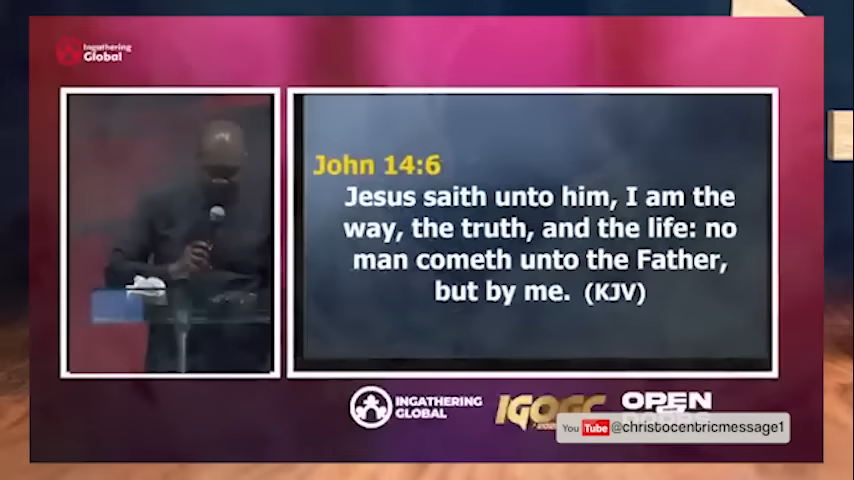 Ingathering
Global
John 14:6
Jesus saith unto him, I am the
way, the truth, and the life: no
man cometh unto the Father,
but by me. (KJV)
INGATHERING
GLOBAL
IGOGC
OPEN
You Tube @christocentricmessage1